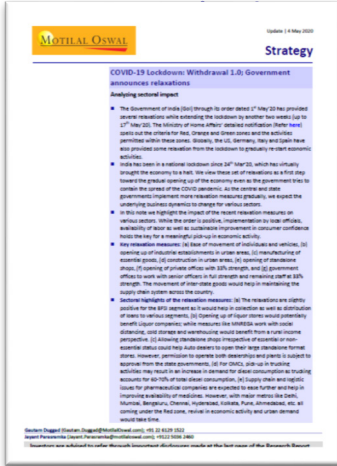 Update | 4 May 2020
MOTILAL OSWAL
Strategy
COVID-19 Lockdown: Withdrawal 1.0; Government
announces relaxations
Analyzing sectoral impact
The Government of India (GoI) through its order dated 1st May'20 has provided
several relaxations while extending the lockdown by another two weeks (up to
17th May'20). The Ministry of Home Affairs' detailed notification (Refer here)
spells out the criteria for Red, Orange and Green zones and the activities
permitted within these zones. Globally, the US, Germany, Italy and Spain have
also provided some relaxation from the lockdown to gradually re-start economic
activities.
India has been in a national lockdown since 24th Mar'20, which has virtually
brought the economy to a halt. We view these set of relaxations as a first step
toward the gradual opening up of the economy even as the government tries to
contain the spread of the COVID pandemic. As the central and state
governments implement more relaxation measures gradually, we expect the
underlying business dynamics to change for various sectors.
In this note we highlight the impact of the recent relaxation measures on
various sectors. While the order is positive, implementation by local officials,
availability of labor as well as sustainable improvement in consumer confidence
holds the key for a meaningful pick-up in economic activity.
Key relaxation measures: (a) Ease of movement of individuals and vehicles, (b)
opening up of industrial establishments in urban areas, (c) manufacturing of
essential goods, (d) construction in urban areas, (e) opening of standalone
shops, (f) opening of private offices with 33% strength, and (g) government
offices to work with senior officers in full strength and remaining staff at 33%
strength. The movement of inter-state goods would help in maintaining the
supply chain system across the country.
Sectoral highlights of the relaxation measures: (a) The relaxations are slightly
positive for the BFSI segment as it would help in collection as well as distribution
of loans to various segments, (b) Opening up of liquor stores would potentially
benefit Liquor companies; while measures like MNREGA work with social
distancing, cold storage and warehousing would benefit from a rural income
perspective. (c) Allowing standalone shops irrespective of essential or non-
essential status could help Auto dealers to open their large standalone format
stores. However, permission to operate both dealerships and plants is subject to
approval from the state governments, (d) For OMCs, pick-up in trucking
activities may result in an increase in demand for diesel consumption as trucking
accounts for 60-70% of total diesel consumption, (e) Supply chain and logistic
issues for pharmaceutical companies are expected to ease further and help in
improving availability of medicines. However, with major metros like Delhi,
Mumbai, Bengaluru, Chennai, Hyderabad, Kolkata, Pune, Ahmedabad, etc. all
coming under the Red zone, revival in economic activity and urban demand
would take time.
Gautam Duggad (Gautam.Duggad@MotilalOswal.com); +91 22 6129 1522
Jayant Parasramka (Jayant.Parasramka@motilaloswal.com);
Investors are advised to refer through important disclosures made at the last page of the Research Report